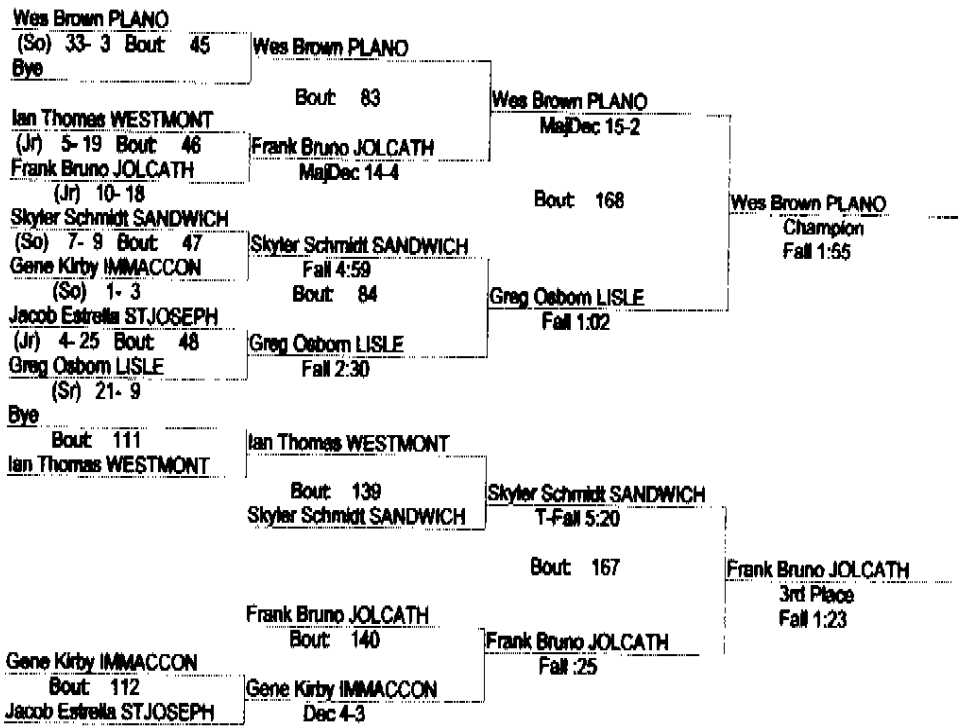 Wes Brown PLANO
(So) 33- 3 Bout 45
Bye
Wes Brown PLANO
Bout 83
Ian Thomas WESTMONT
(Jr) 5- 19 Bout 46
Frank Bruno JOLCATH
(Jr) 10- 18
Frank Bruno JOLCATH
MajDec 14-4
Wes Brown PLANO
MajDec 15-2
Bout 168
Skyler Schmidt SANDWICH
(So) 7- 9 Bout 47
Gene Kirby IMMACCON
(So) 1- 3
Skyler Schmidt SANDWICH
Fall 4:59
Bout 84
Jacob Estrella STJOSEPH
(Jr) 4- 25 Bout 48
Greg Osborn LISLE
(Sr) 21- 9
Greg Osborn LISLE
Fall 2:30
Greg Osborn LISLE
Fall 1:02
Wes Brown PLANO
Champion
Fall 1:55
Bye
Bout 111
Ian Thomas WESTMONT
Ian Thomas WESTMONT
Bout 139
Skyler Schmidt SANDWICH
Skyler Schmidt SANDWICH
T-Fall 5:20
Bout 167
Frank Bruno JOLCATH
Bout 140
Gene Kirby IMMACCON
Bout 112
Jacob Estrella STJOSEPH
Gene Kirby IMMACCON
Dec 4-3
Frank Bruno JOLCATH
Fall :25
Frank Bruno JOLCATH
3rd Place
Fall 1:23